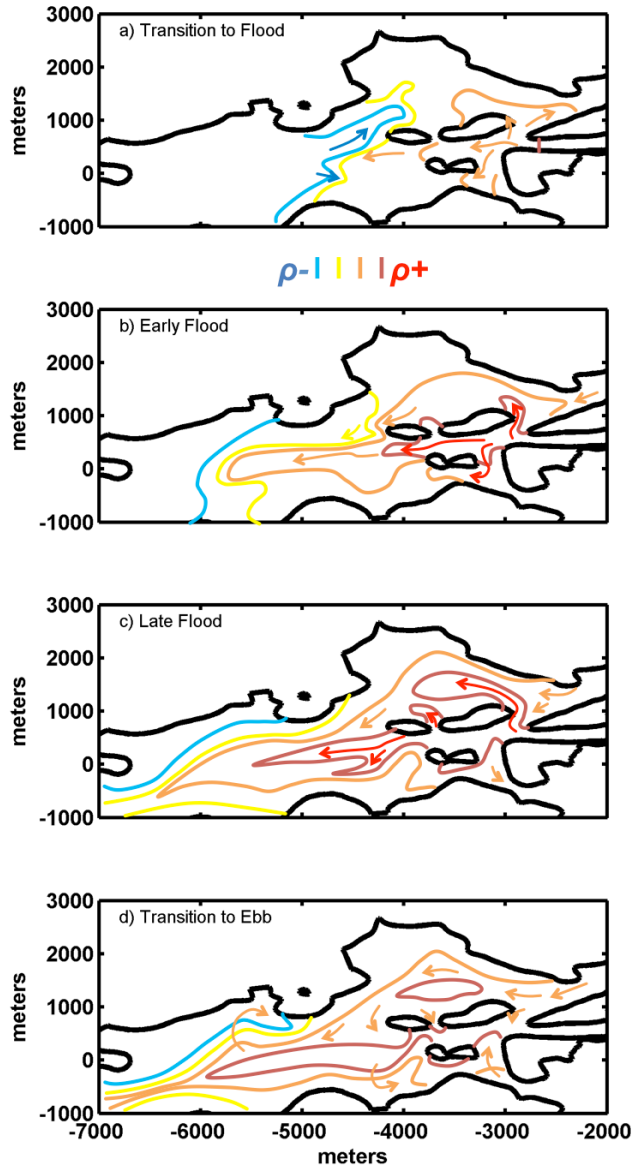 3000
a) Transition to Flood
2000
1000
0
-1000
meters
ρ- ρ+
3000
b) Early Flood
2000
1000
0
-1000
meters
3000
c) Late Flood
2000
1000
0
-1000
meters
3000
d) Transition to Ebb
2000
1000
0
-1000
meters
-7000 -6000 -5000 -4000 -3000 -2000
meters